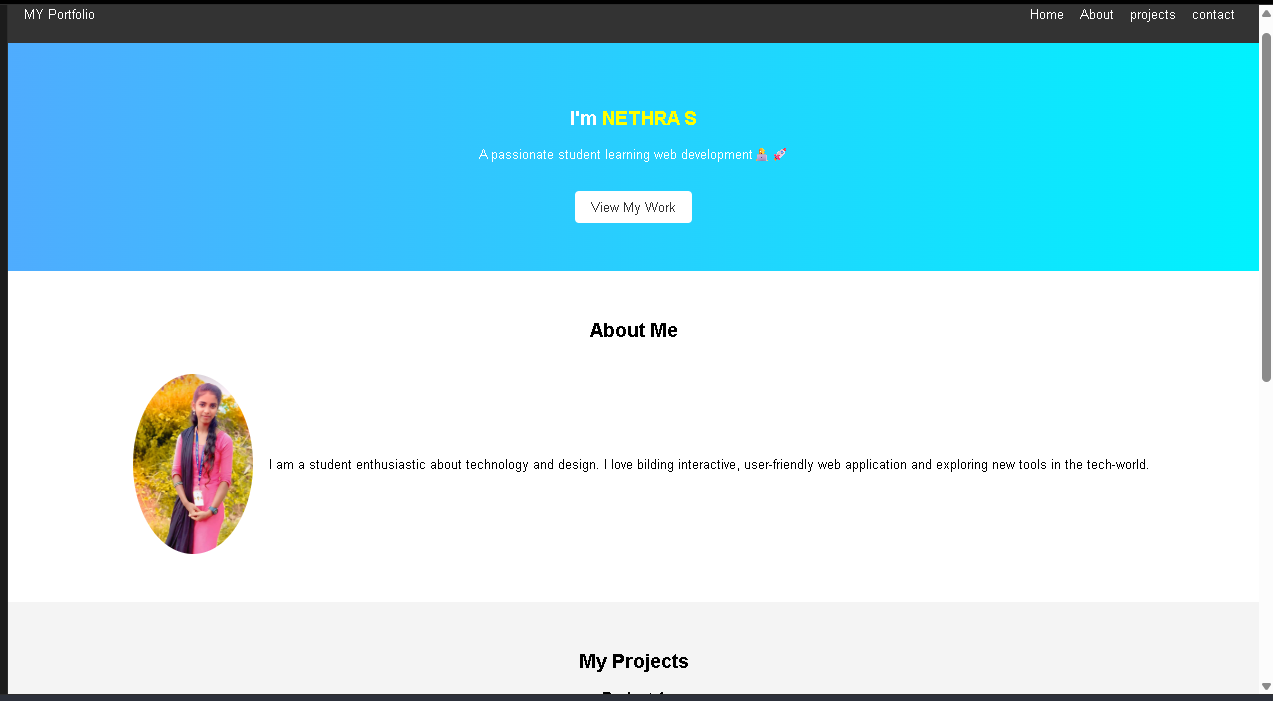 MY Portfolio
Home About projects contact
I'm NETHRA S
A passionate student learning web development
View My Work
About Me
I am a student enthusiastic about technology and design. I love bilding interactive, user-friendly web application and exploring new tools in the tech-world.
My Projects